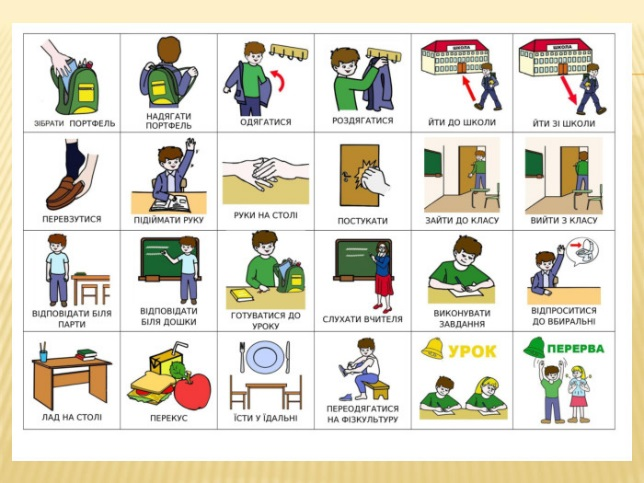 ЗІБРАТИ ПОРТФЕЛЬ
НАДЯГАТИ
ПОРТФЕЛЬ
ОДЯГАТИСЯ
РОЗДЯГАТИСЯ
ШКОЛА
ЙТИ ДО ШКОЛИ
ШКОЛА
ЙТИ ЗІ ШКОЛИ
ПЕРЕВЗУТИСЯ
ПІДІЙМАТИ РУКУ
РУКИ НА СТОЛІ
ПОСТУКАТИ
ЗАЙТИ ДО КЛАСУ
ВИЙТИ З КЛАСУ
ВІДПОВІДАТИ БІЛЯ
ПАРТИ
ВІДПОВІДАТИ
БІЛЯ ДОШКИ
ГОТУВАТИСЯ ДО
УРОКУ
СЛУХАТИ ВЧИТЕЛЯ
ВИКОНУВАТИ
ЗАВДАННЯ
ВІДПРОСИТИСЯ
ДО ВБИРАЛЬНІ
ЛАД НА СТОЛІ
ПЕРЕКУС
ЇСТИ У ЇДАЛЬНІ
ПЕРЕОДЯГАТИСЯ
НА ФІЗКУЛЬТУРУ
УРОК
ПЕРЕРВА